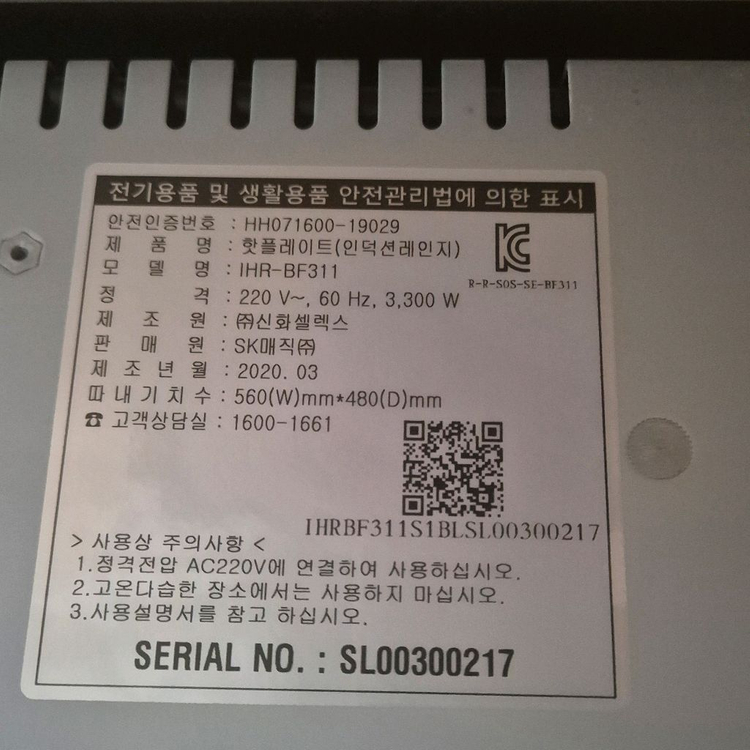 전기용품 및 생활용품 안전관리법에 의한 표시
안전인증번호 : HH071600-19029
제 품 명 : 핫플레이트(인덕션레인지)
모 델 명 : IHR-BF311
R-R-S0S-SE-BF311
정 격 : 220 V~, 60 Hz, 3,300 W
제 조 원 : ㈜신화셀렉스
판 매 원 : SK매직㈜
제 조 년 월 : 2020. 03
따 내 기 치 수 : 560(W)mm*480(D)mm
☎ 고객상담실 : 1600-1661
IHRBF311S1BLSL00300217
> 사용상 주의사항 <
1.정격전압 AC220V에 연결하여 사용하십시오.
2.고온다습한 장소에서는 사용하지 마십시오.
3.사용설명서를 참고 하십시오.
SERIAL NO. : SL00300217